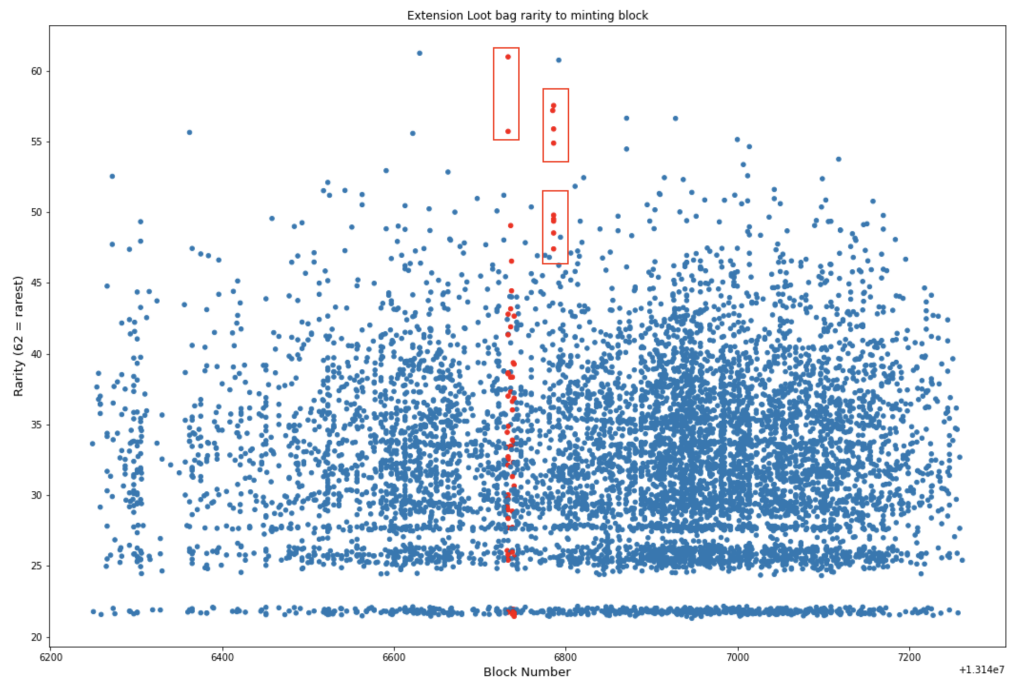 Extension Loot bag rarity to minting block
60
55
50
45
40
35
30
25
20
Rarity (62 = rarest)
6200 6400 6600 6800 7000 7200
Block Number
+1.314e7